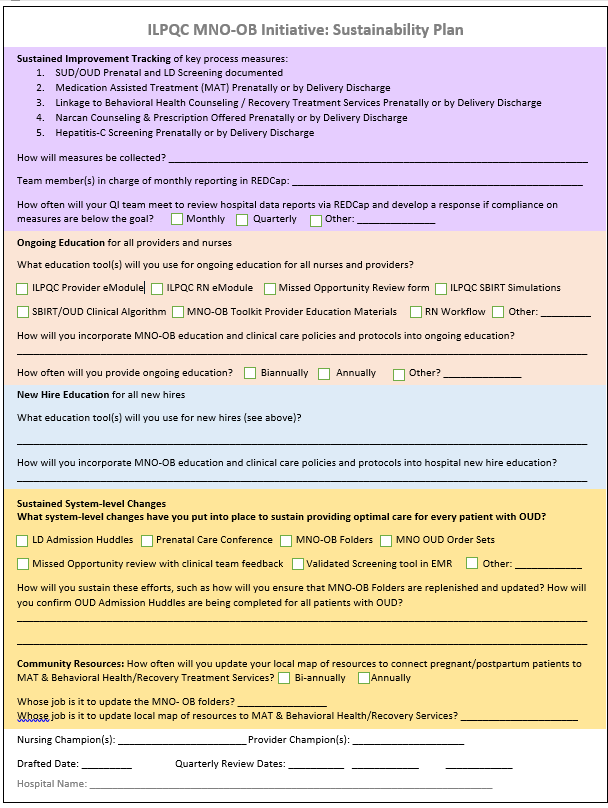 ILPQC MNO-OB Initiative: Sustainability Plan
Sustained Improvement Tracking of key process measures:
1. SUD/OUD Prenatal and LD Screening documented
2. Medication Assisted Treatment (MAT) Prenatally or by Delivery Discharge
3. Linkage to Behavioral Health Counseling / Recovery Treatment Services Prenatally or by Delivery Discharge
4. Narcan Counseling & Prescription Offered Prenatally or by Delivery Discharge
5. Hepatitis-C Screening Prenatally or by Delivery Discharge
How will measures be collected? ____________
Team member(s) in charge of monthly reporting in REDCap: ____________
How often will your QI team meet to review hospital data reports via REDCap and develop a response if compliance on
measures are below the goal? ☐ Monthly ☐ Quarterly ☐ Other: ____________
Ongoing Education for all providers and nurses
What education tool(s) will you use for ongoing education for all nurses and providers?
☐ ILPQC Provider eModule ☐ ILPQC RN eModule ☐ Missed Opportunity Review form ☐ ILPQC SBIRT Simulations
☐ SBIRT/OUD Clinical Algorithm ☐ MNO-OB Toolkit Provider Education Materials ☐ RN Workflow ☐ Other: ________
How will you incorporate MNO-OB education and clinical care policies and protocols into ongoing education?
____________
How often will you provide ongoing education? ☐ Biannually ☐ Annually ☐ Other? ____________
New Hire Education for all new hires
What education tool(s) will you use for new hires (see above)?
____________
How will you incorporate MNO-OB education and clinical care policies and protocols into hospital new hire education?
____________
Sustained System-level Changes
What system-level changes have you put into place to sustain providing optimal care for every patient with OUD?
☐ LD Admission Huddles ☐ Prenatal Care Conference ☐ MNO-OB Folders ☐ MNO OUD Order Sets
☐ Missed Opportunity review with clinical team feedback ☐ Validated Screening tool in EMR ☐ Other: ____________
How will you sustain these efforts, such as how will you ensure that MNO-OB Folders are replenished and updated? How will
you confirm OUD Admission Huddles are being completed for all patients with OUD?
____________
____________
Community Resources: How often will you update your local map of resources to connect pregnant/postpartum patients to
MAT & Behavioral Health/Recovery Treatment Services? ☐ Bi-annually ☐ Annually
Whose job is it to update the MNO- OB folders? ____________
Whose job is it to update local map of resources to MAT & Behavioral Health/Recovery Services? ____________
Nursing Champion(s): ____________ Provider Champion(s): ____________
Drafted Date: ________ Quarterly Review Dates: ________ ________ ________
Hospital Name: ____________